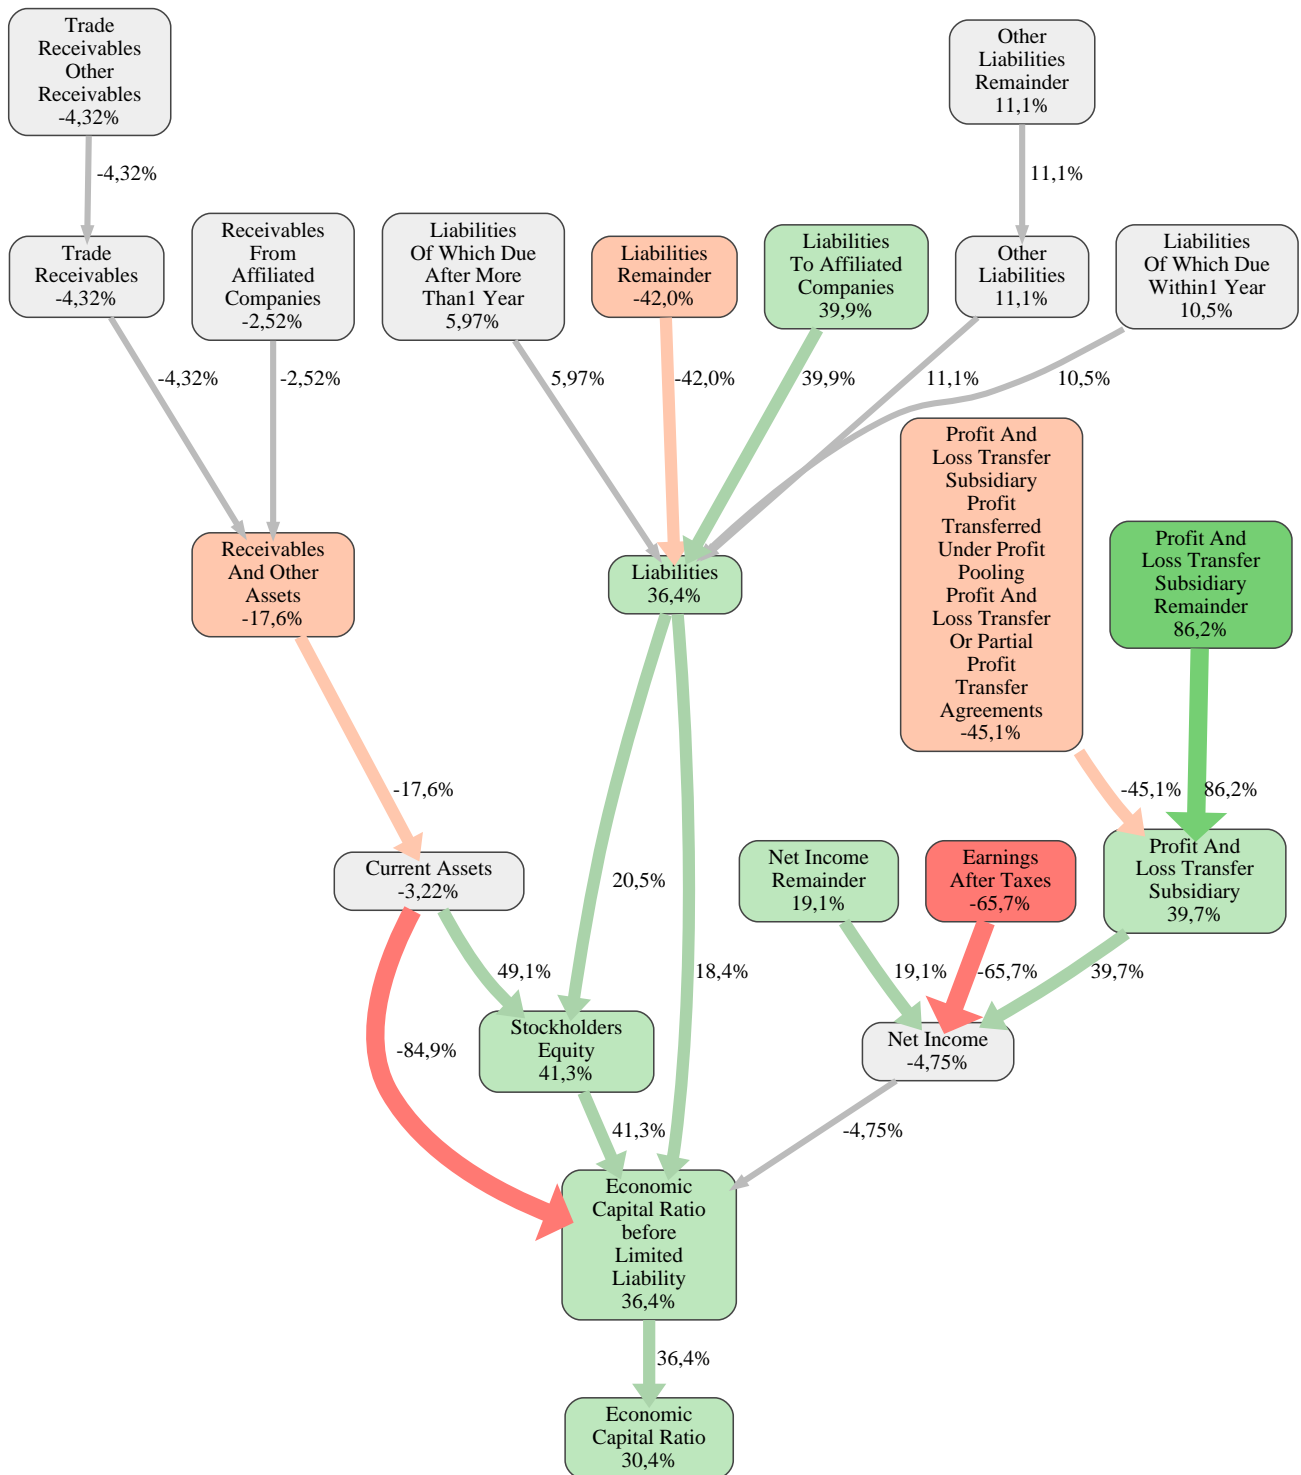 Trade
Receivables
Other
Receivables
-4,32%
Other
Liabilities
Remainder
11,1%
-4,32%
11,1%
Trade
Receivables
-4,32%
Receivables
From
Affiliated
Companies
-2,52%
Liabilities
Of Which Due
After More
Than1 Year
5,97%
Liabilities
Remainder
-42,0%
Liabilities
To Affiliated
Companies
39,9%
Other
Liabilities
11,1%
Liabilities
Of Which Due
Within1 Year
10,5%
-4,32%
-2,52%
5,97%
-42,0%
39,9%
11,1%
10,5%
Profit And
Loss Transfer
Subsidiary
Profit
Transferred
Under Profit
Pooling
Profit And
Loss Transfer
Or Partial
Profit
Transfer
Agreements
-45,1%
Profit And
Loss Transfer
Subsidiary
Remainder
86,2%
Receivables
And Other
Assets
-17,6%
Liabilities
36,4%
-17,6%
-45,1%
86,2%
Current Assets
-3,22%
20,5%
Net Income
Remainder
19,1%
Earnings
After Taxes
-65,7%
Profit And
Loss Transfer
Subsidiary
39,7%
49,1%
18,4%
19,1%
-65,7%
39,7%
-84,9%
Stockholders
Equity
41,3%
Net Income
-4,75%
41,3%
-4,75%
Economic
Capital Ratio
before
Limited
Liability
36,4%
36,4%
Economic
Capital Ratio
30,4%